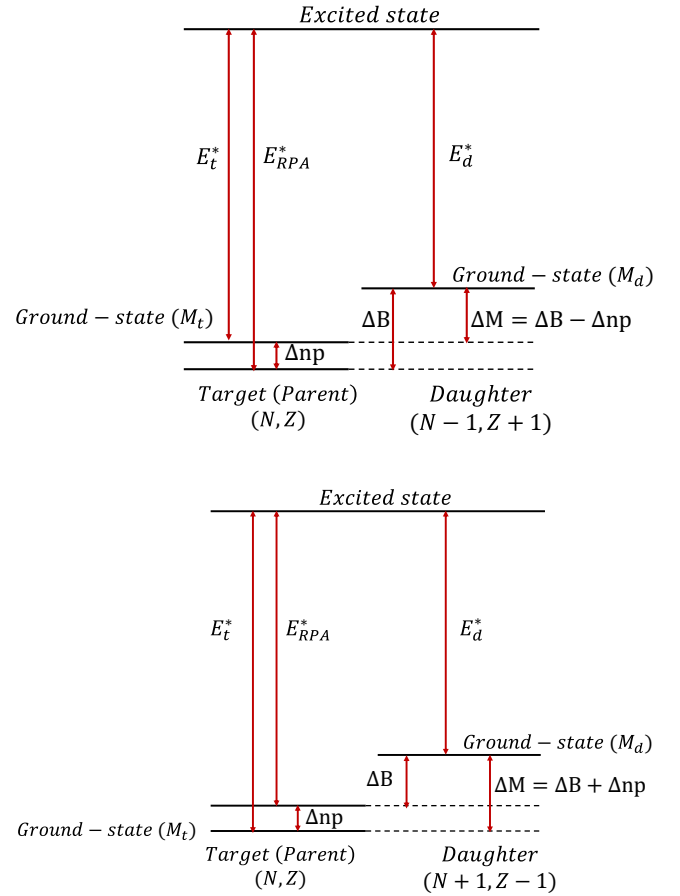 Excited state
E*t
E*RPA
E*d
Ground − state (Md)
Ground − state (Mt)
ΔB
ΔM = ΔB − Δnp
Δnp
Target (Parent)
(N, Z)
Daughter
(N − 1, Z + 1)
Excited state
E*t
E*RPA
E*d
Ground − state (Md)
ΔB
ΔM = ΔB + Δnp
Δnp
Ground − state (Mt)
Target (Parent)
(N, Z)
Daughter
(N + 1, Z − 1)